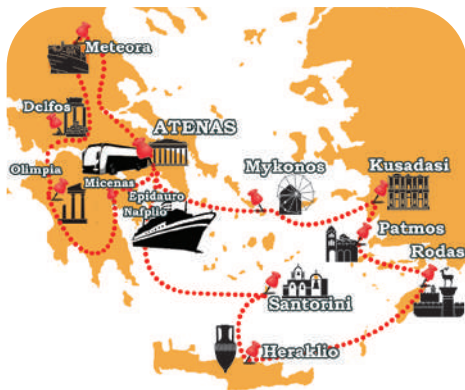 Meteora
Delfos
ATENAS
Olimpia
Micenas
Epidauro
Nafplio
Mykonos
Kusadasi
Patmos
Rodas
Santorini
Heraklio